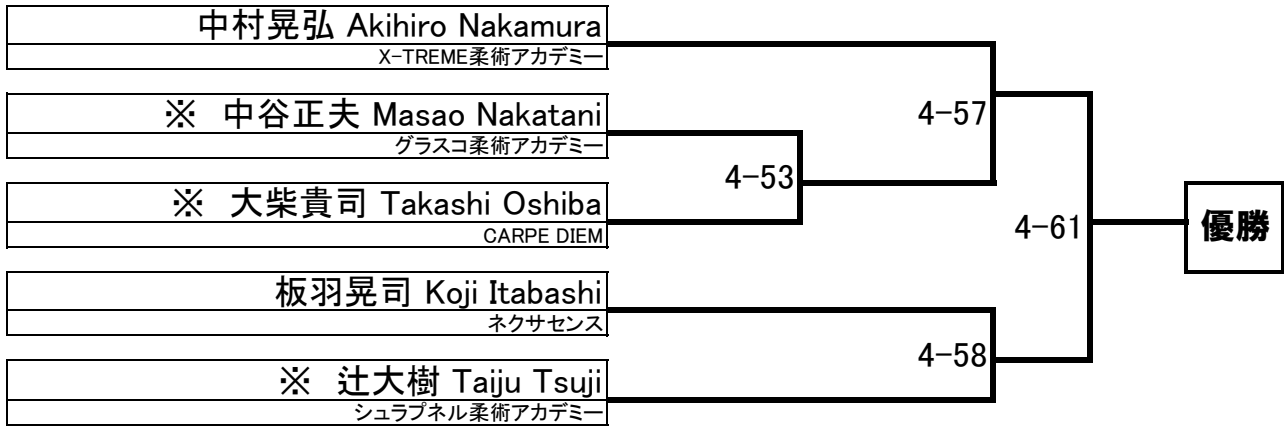 中村晃弘 Akihiro Nakamura
X-TREME柔術アカデミー
※ 中谷正夫 Masao Nakatani
グラスコ柔術アカデミー
※ 大柴貴司 Takashi Oshiba
CARPE DIEM
板羽晃司 Koji Itabashi
ネクサセンス
※ 辻大樹 Taiju Tsuji
シュラプネル柔術アカデミー
4-53
4-57
4-58
4-61
優勝